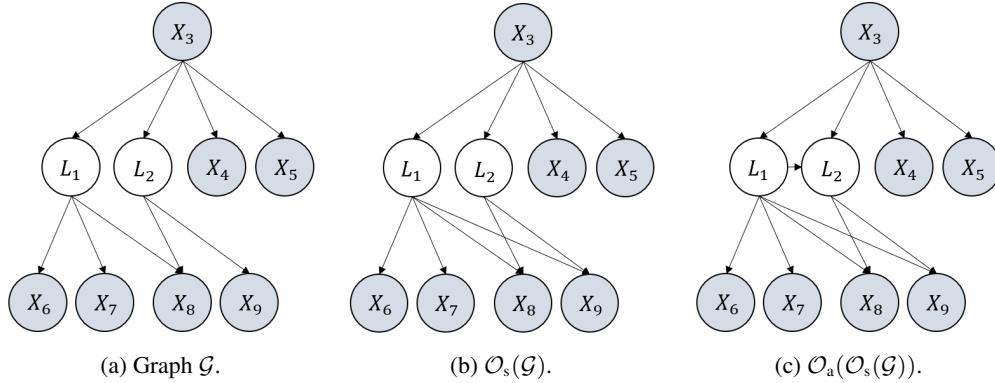 X₃ X₃ X₃
L₁ L₂ X₄ X₅ L₁ L₂ X₄ X₅ L₁ L₂ X₄ X₅
X₆ X₇ X₈ X₉ X₆ X₇ X₈ X₉ X₆ X₇ X₈ X₉
(a) Graph 𝒢. (b) 𝒪ₛ(𝒢). (c) 𝒪ₐ(𝒪ₛ(𝒢)).